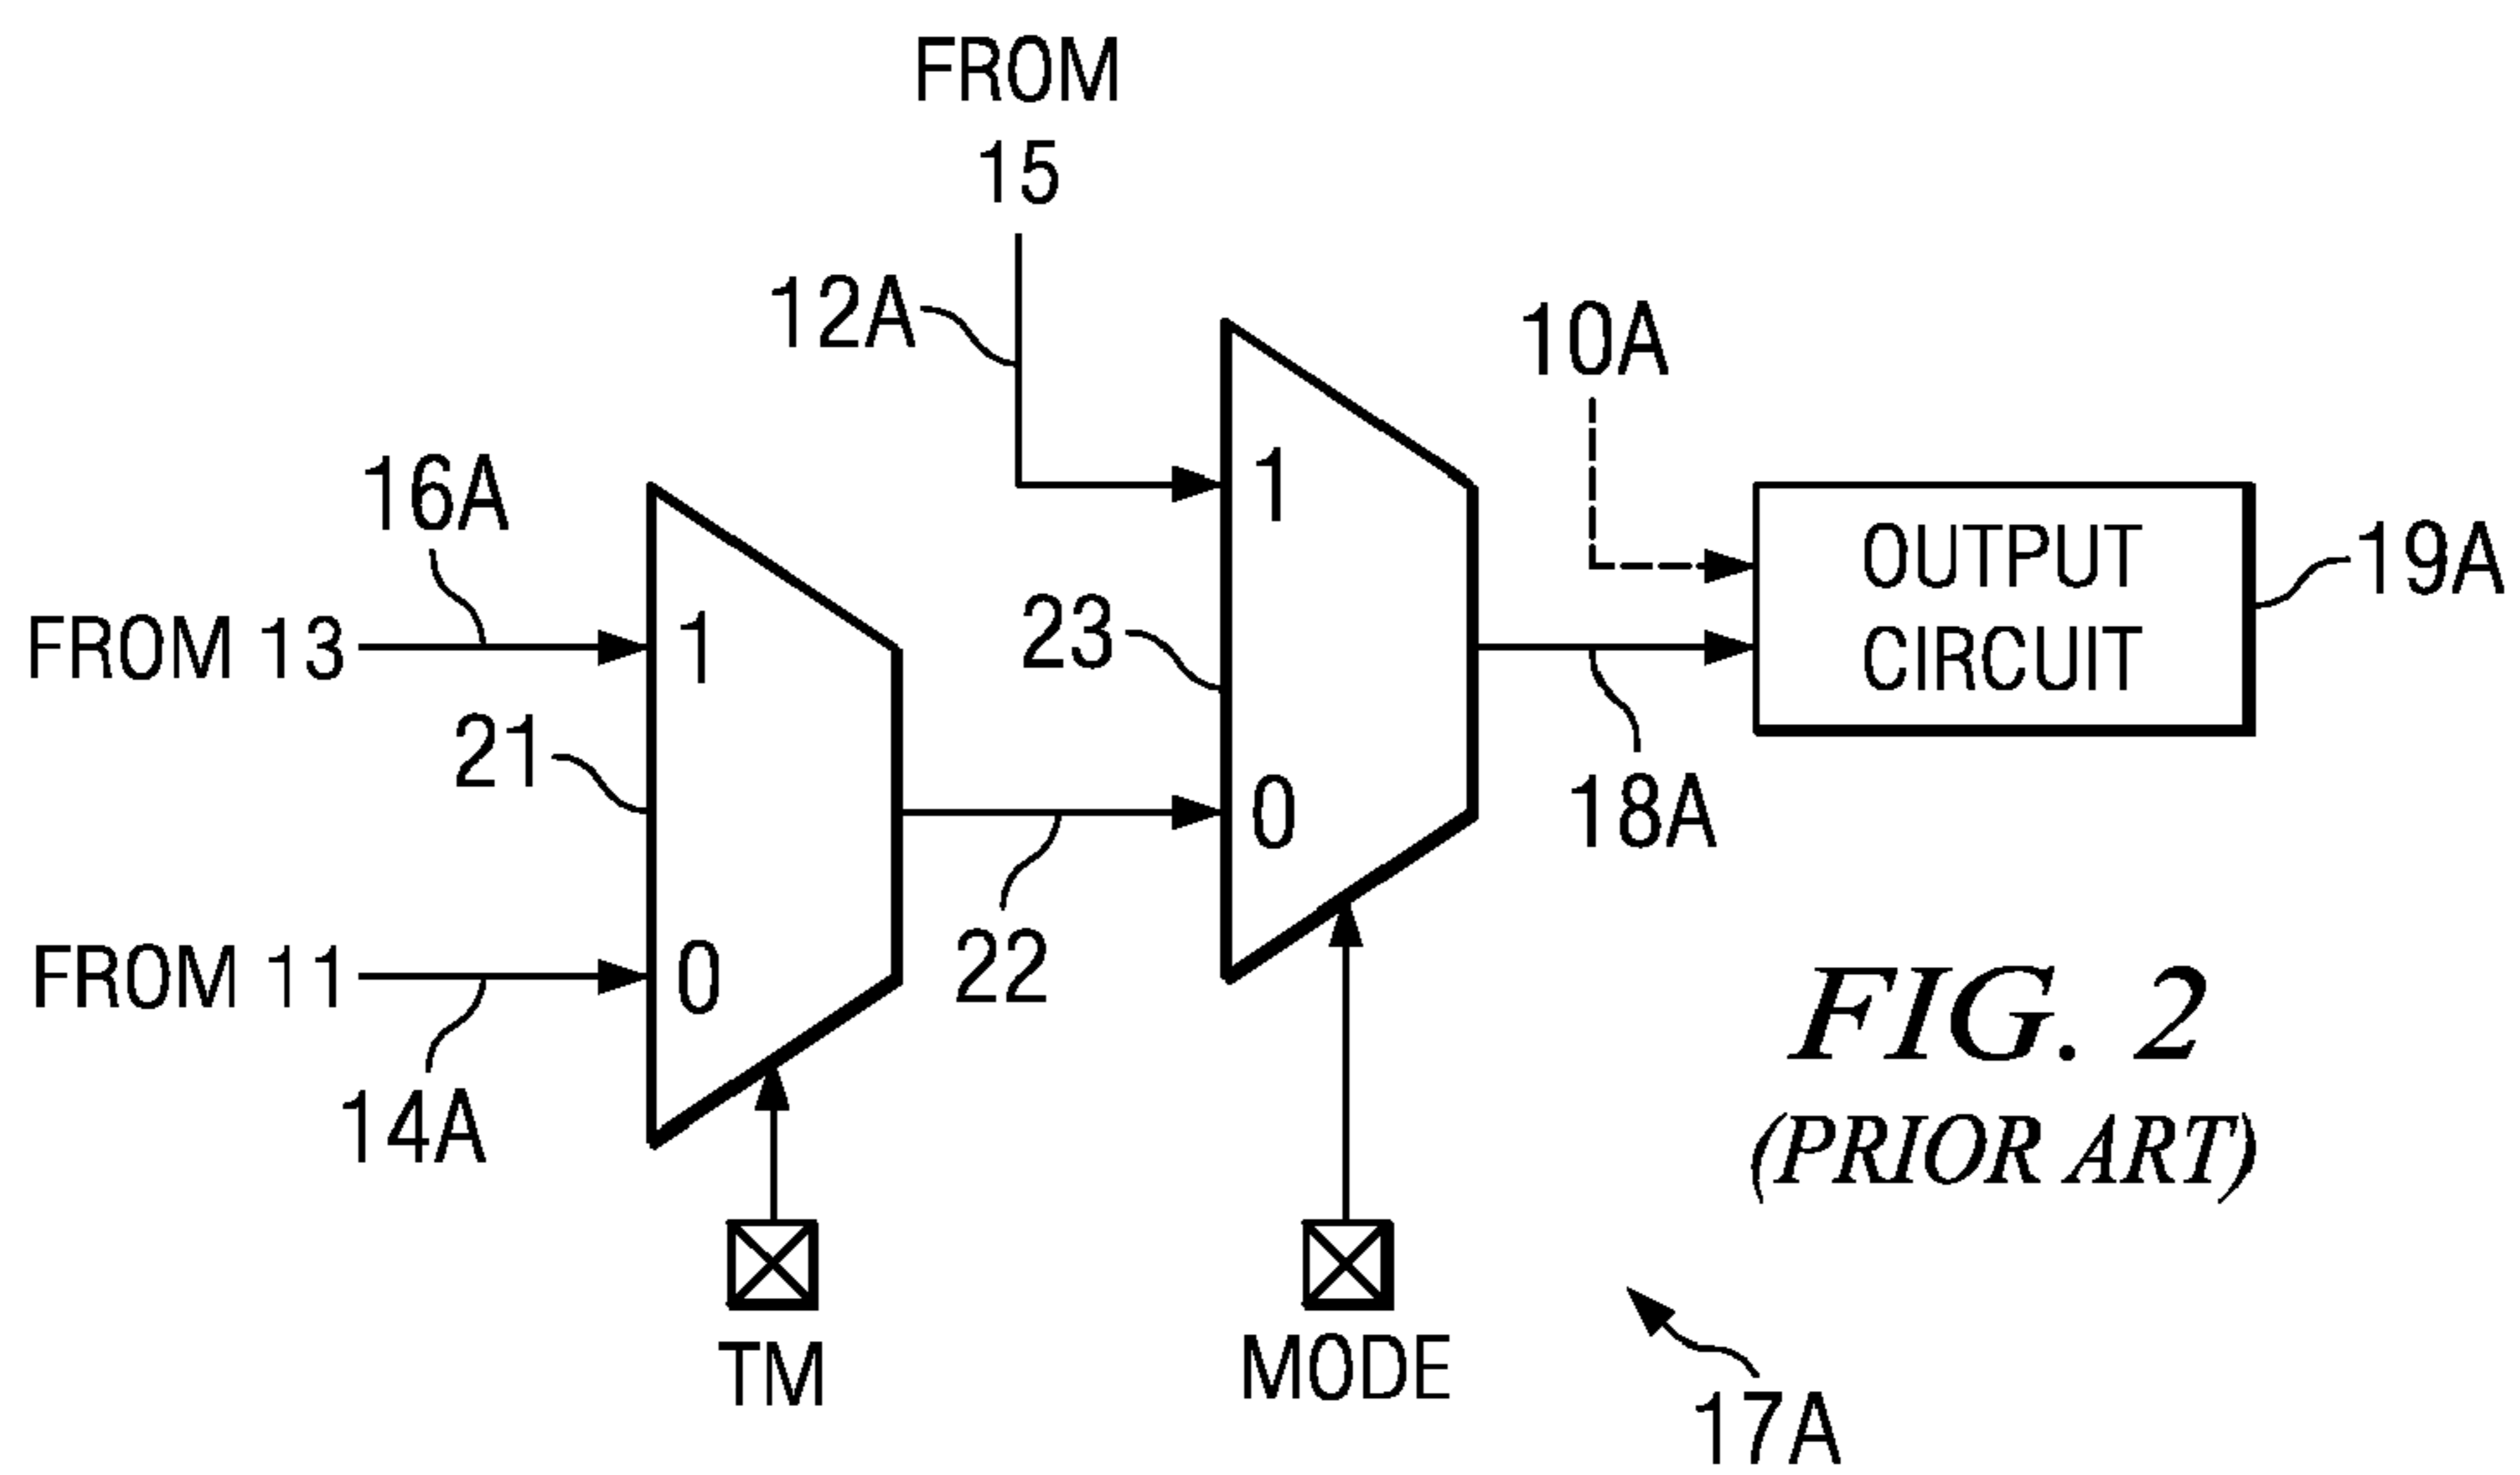 FROM
15
12A
10A
16A
1
OUTPUT
CIRCUIT
19A
FROM 13
1
23
21
0
18A
FROM 11
0
22
14A
FIG. 2
(PRIOR ART)
TM
MODE
17A